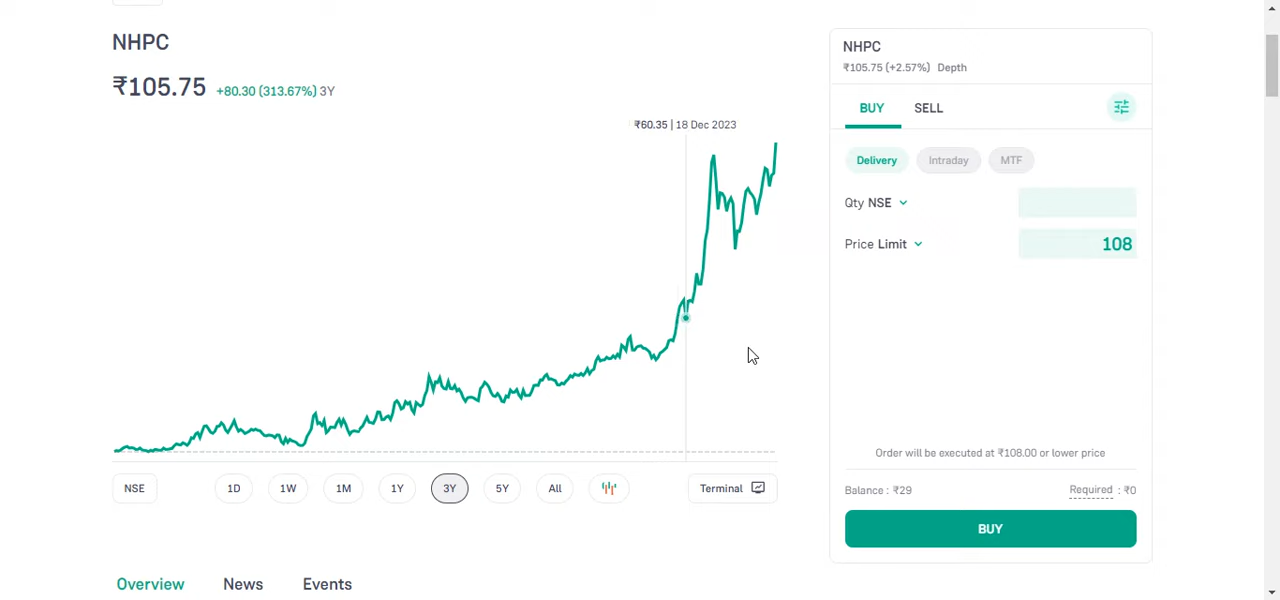 NHPC
₹105.75 +80.30 (313.67%) 3Y
₹60.35 | 18 Dec 2023
NSE 1D 1W 1M 1Y 3Y 5Y All Terminal
Overview News Events
NHPC
₹105.75 (+2.57%) Depth
BUY SELL
Delivery Intraday MTF
Qty NSE
Price Limit 108
Order will be executed at ₹108.00 or lower price
Balance : ₹29 Required : ₹0
BUY